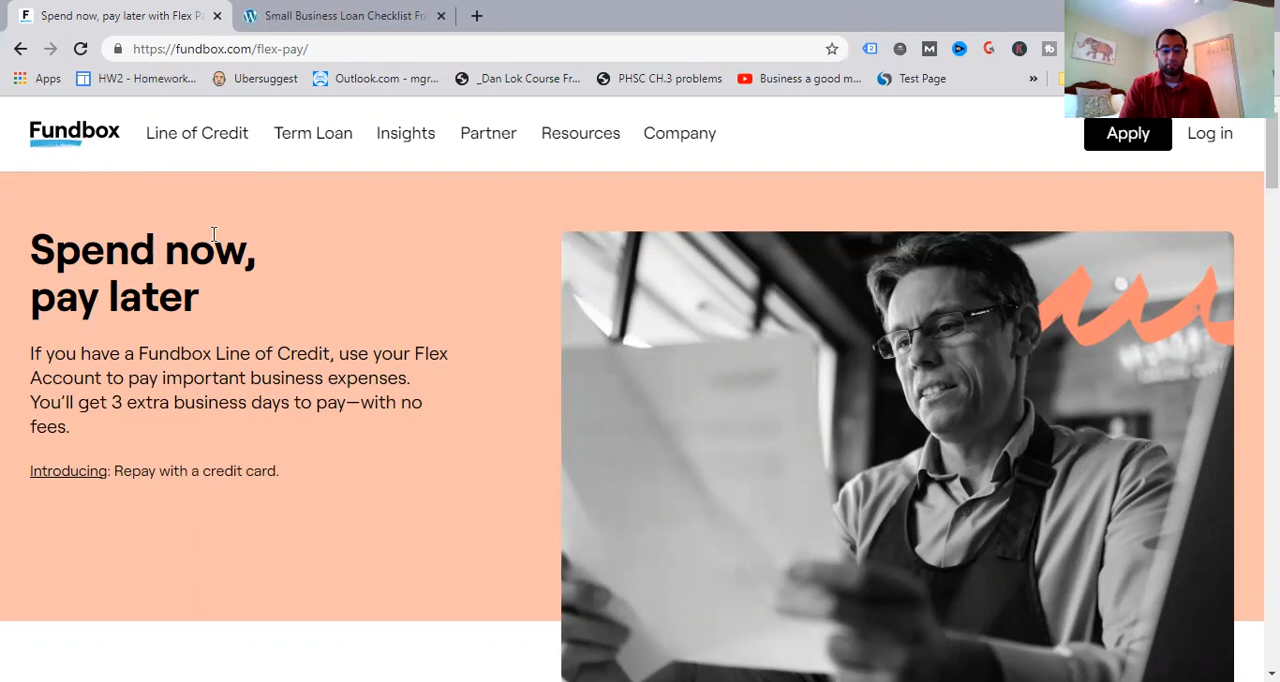 Spend now, pay later with Flex Pa
Small Business Loan Checklist Fr
https://fundbox.com/flex-pay/
Apps
HW2 - Homework...
Ubersuggest
Outlook.com - mgr...
_Dan Lok Course Fr...
PHSC CH.3 problems
Business a good m...
Test Page
Fundbox
Line of Credit
Term Loan
Insights
Partner
Resources
Company
Apply
Log in
Spend now,
pay later
If you have a Fundbox Line of Credit, use your Flex
Account to pay important business expenses.
You'll get 3 extra business days to pay—with no
fees.
Introducing: Repay with a credit card.